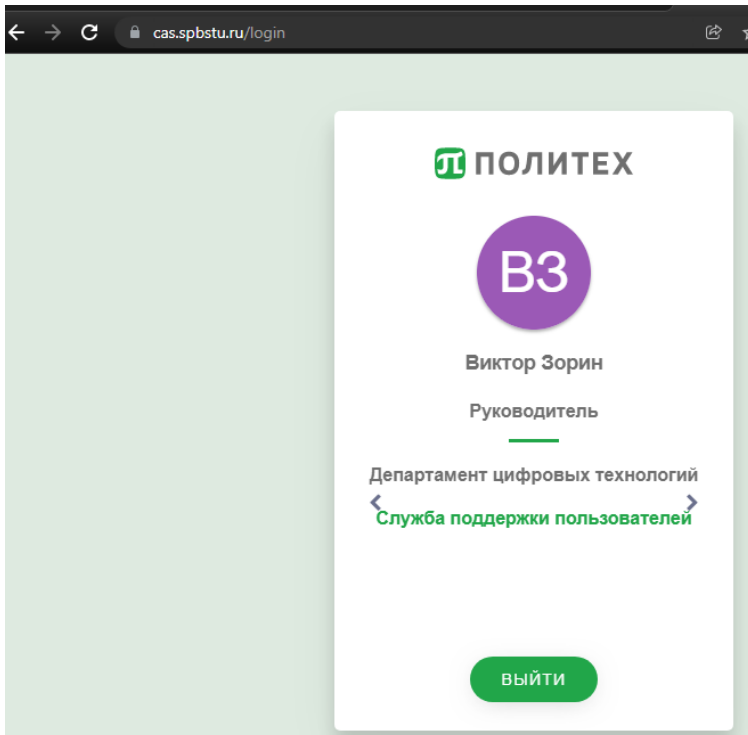 cas.spbstu.ru/login
π ПОЛИТЕХ
ВЗ
Виктор Зорин
Руководитель
Департамент цифровых технологий
Служба поддержки пользователей
ВЫЙТИ